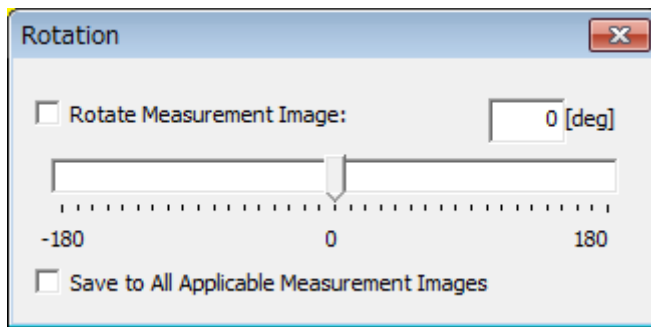 Rotation
Rotate Measurement Image: 0 [deg]
-180 0 180
Save to All Applicable Measurement Images